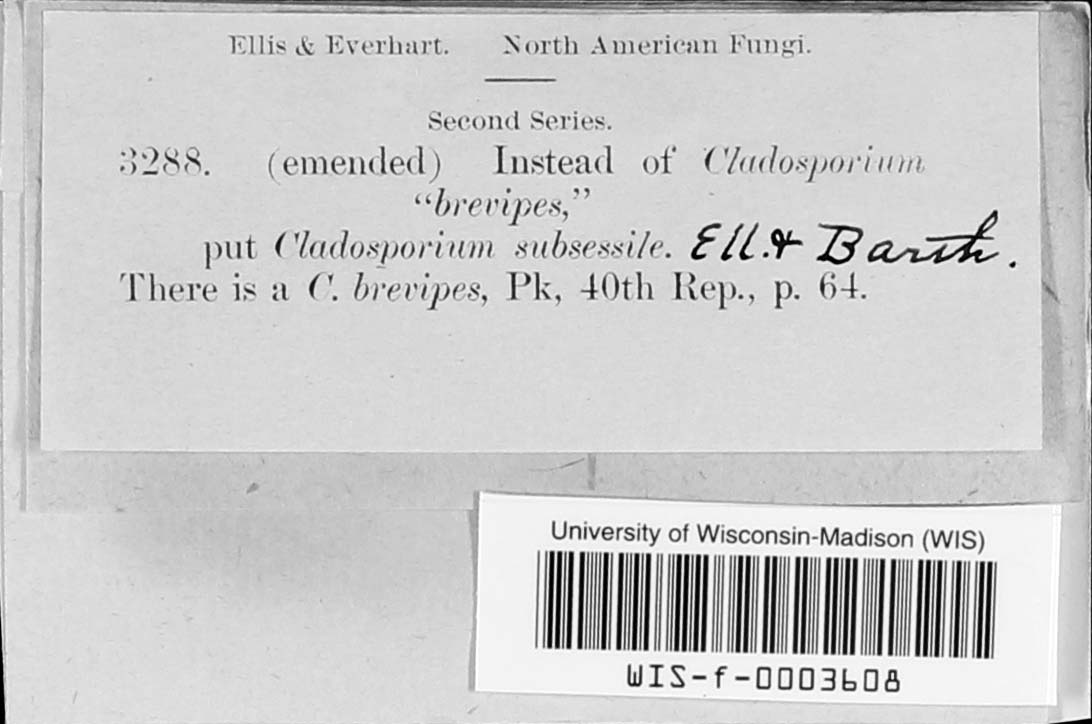 Ellis & Everhart. North American Fungi.
Second Series.
3288. (emended) Instead of Cladosporium
“brevipes,”
put Cladosporium subsessile. Ell. & Barth.
There is a C. brevipes, Pk, 40th Rep., p. 64.
University of Wisconsin-Madison (WIS)
WIS-f-0003608